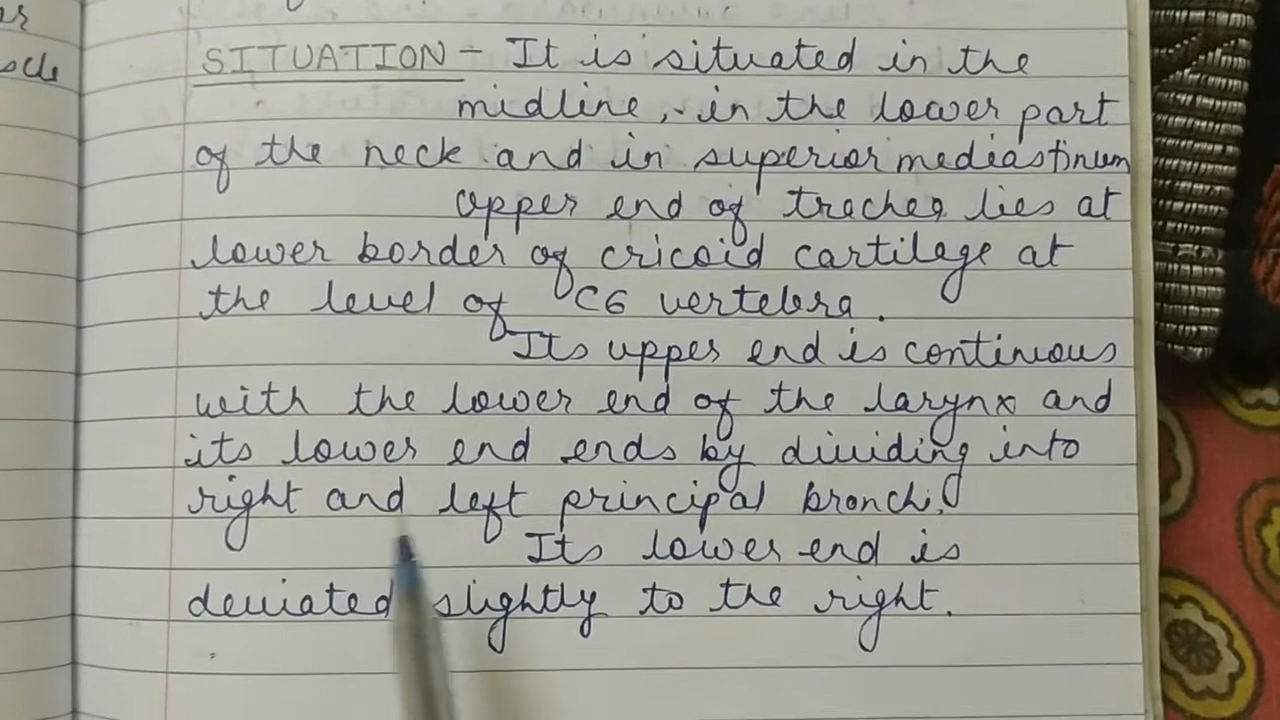 scle
SITUATION - It is situated in the
midline, in the lower part
of the neck and in superior mediastinum
Upper end of trachea lies at
lower border of cricoid cartilage at
the level of C6 vertebra.
Its upper end is continuous
with the lower end of the larynx and
its lower end ends by dividing into
right and left principal bronchi
Its lower end is
deviated slightly to the right.